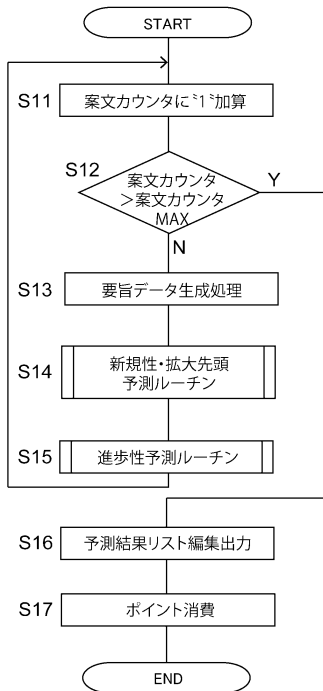 START
S11
案文カウンタに〝1〟加算
S12
案文カウンタ
＞案文カウンタ
MAX
Y
N
S13
要旨データ生成処理
S14
新規性・拡大先頭
予測ルーチン
S15
進歩性予測ルーチン
S16
予測結果リスト編集出力
S17
ポイント消費
END